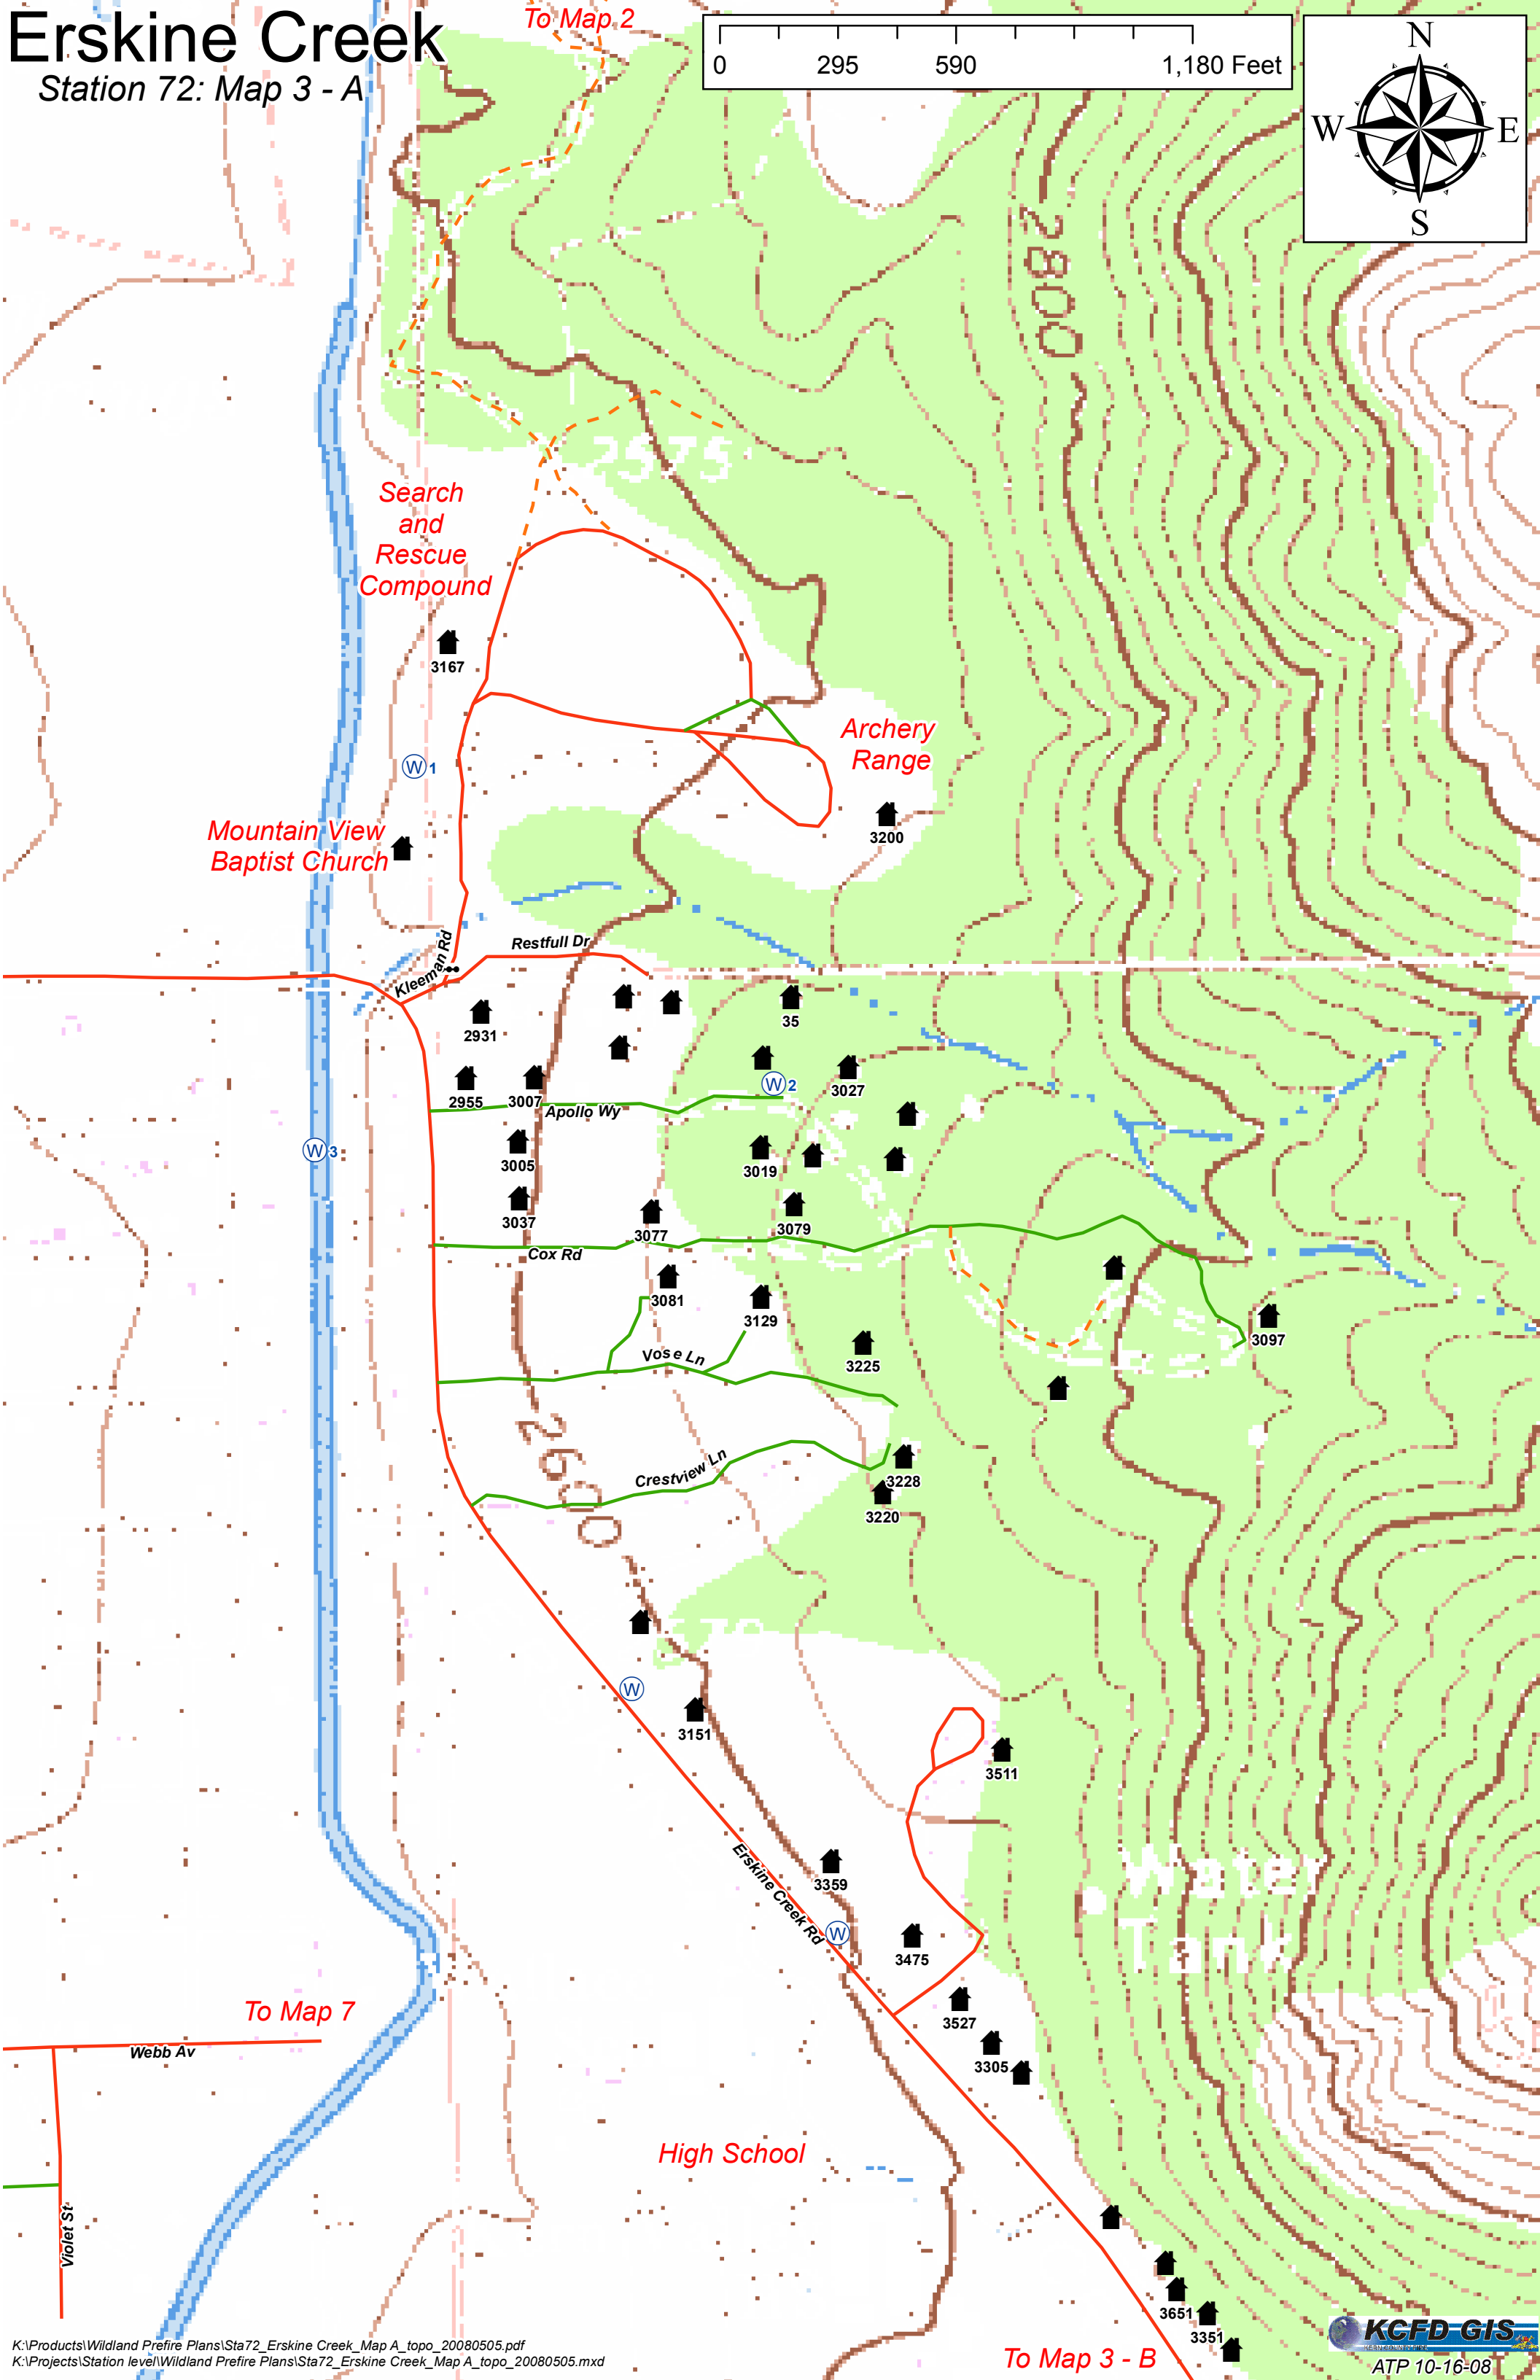 Erskine Creek
Station 72: Map 3 - A
To Map 2
0 295 590 1,180 Feet
N
W E
S
2800
2575
Search
and
Rescue
Compound
3167
Archery
Range
W 1
3200
Mountain View
Baptist Church
Kleeman Rd
Restfull Dr
2931
35
2955
3007
W 2
3027
Apollo Wy
W 3
3005
3019
3037
3077
3079
Cox Rd
3081
3129
3097
Vose Ln
3225
2600
Crestview Ln
3228
3220
W
3151
3511
Erskine Creek Rd
3359
Water
Tank
W
3475
3527
To Map 7
Webb Av
3305
High School
Violet St
3651
3351
To Map 3 - B
KCFD GIS
ATP 10-16-08
K:\Products\Wildland Prefire Plans\Sta72_Erskine Creek_Map A_topo_20080505.pdf
K:\Projects\Station level\Wildland Prefire Plans\Sta72_Erskine Creek_Map A_topo_20080505.mxd